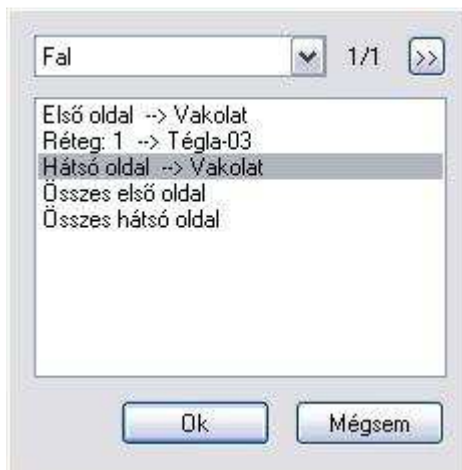 Fal 1/1 >>
Első oldal --> Vakolat
Réteg: 1 --> Tégla-03
Hátsó oldal --> Vakolat
Összes első oldal
Összes hátsó oldal
Ok Mégsem